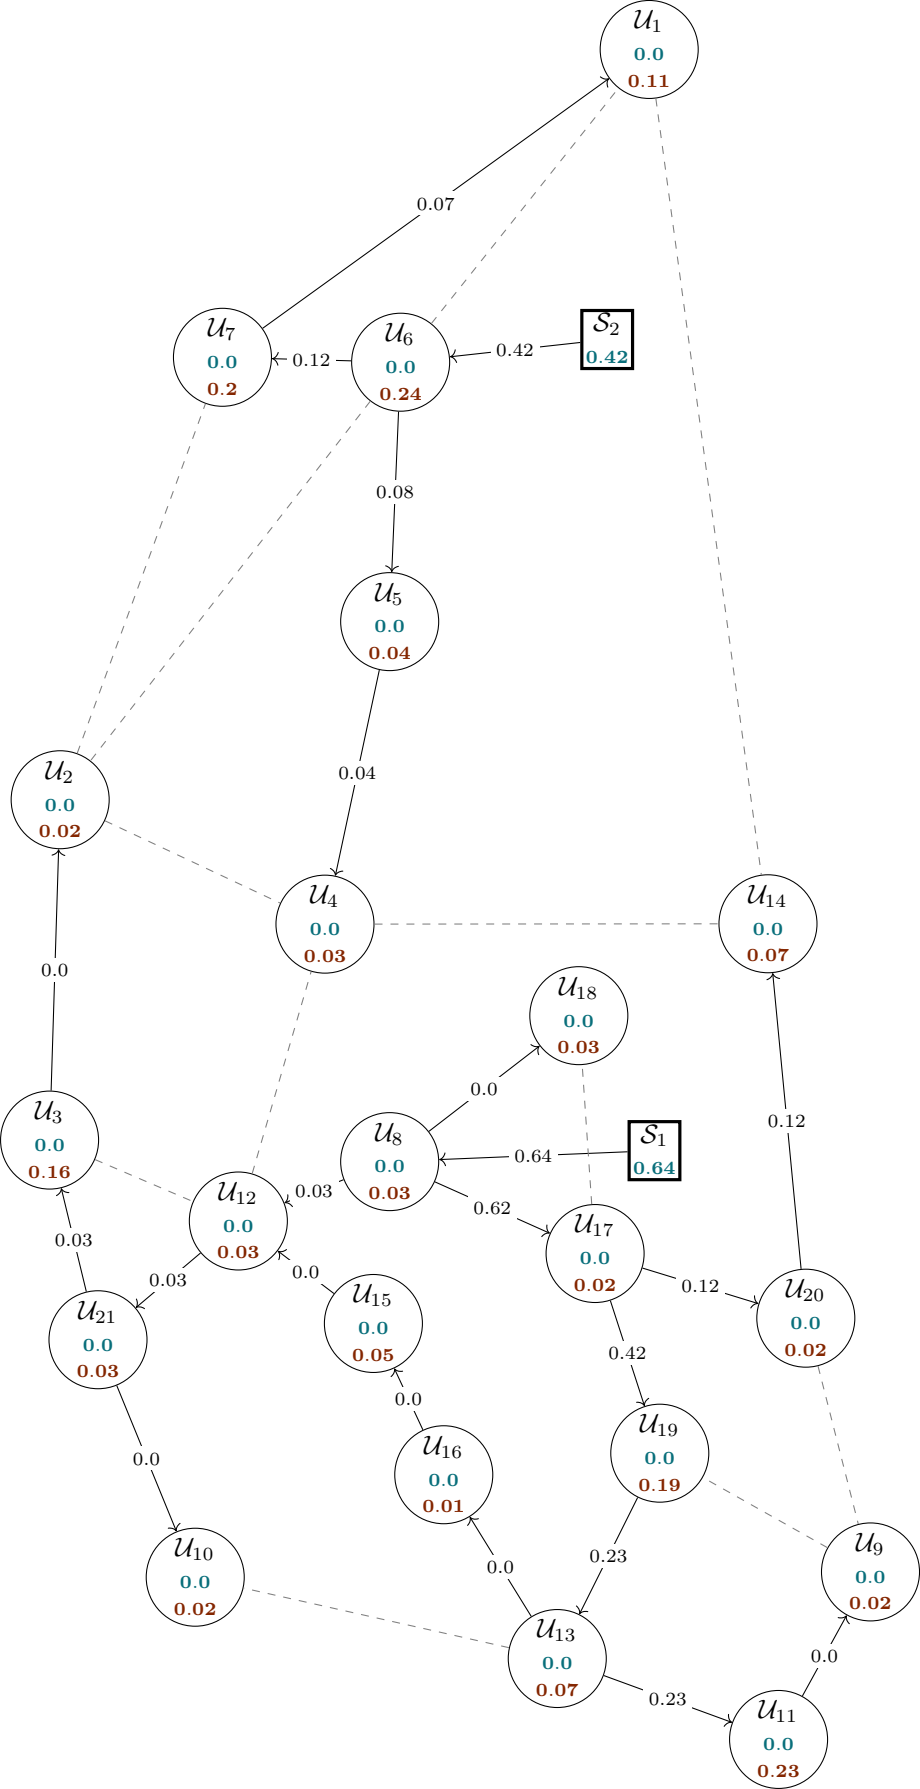 𝒰₁
0.0
0.11
0.07
𝒰₇
0.0
0.2
0.12
𝒰₆
0.0
0.24
0.42
𝒮₂
0.42
0.08
𝒰₅
0.0
0.04
0.04
𝒰₂
0.0
0.02
𝒰₄
0.0
0.03
𝒰₁₄
0.0
0.07
0.0
𝒰₁₈
0.0
0.03
0.0
0.12
𝒰₃
0.0
0.16
𝒰₈
0.0
0.03
0.64
𝒮₁
0.64
0.03
0.62
𝒰₁₂
0.0
0.03
𝒰₁₇
0.0
0.02
0.03
0.03
0.0
0.12
𝒰₂₁
0.0
0.03
𝒰₁₅
0.0
0.05
𝒰₂₀
0.0
0.02
0.42
0.0
0.0
𝒰₁₆
0.0
0.01
𝒰₁₉
0.0
0.19
𝒰₁₀
0.0
0.02
0.0
0.23
𝒰₉
0.0
0.02
𝒰₁₃
0.0
0.07
0.23
0.0
𝒰₁₁
0.0
0.23